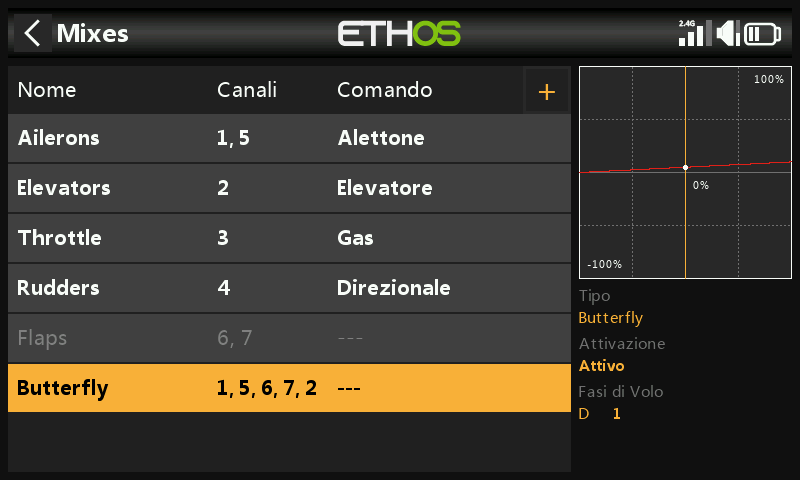 Mixes
ETHOS
2.4G
Nome Canali Comando +
Ailerons 1, 5 Alettone
Elevators 2 Elevatore
Throttle 3 Gas
Rudders 4 Direzionale
Flaps 6, 7 ---
Butterfly 1, 5, 6, 7, 2 ---
100%
0%
-100%
Tipo
Butterfly
Attivazione
Attivo
Fasi di Volo
D 1